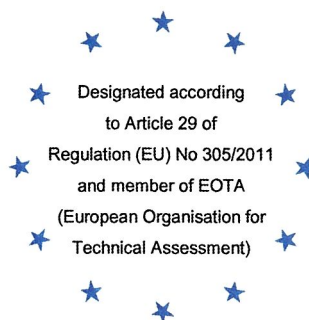 Designated according
to Article 29 of
Regulation (EU) No 305/2011
and member of EOTA
(European Organisation for
Technical Assessment)